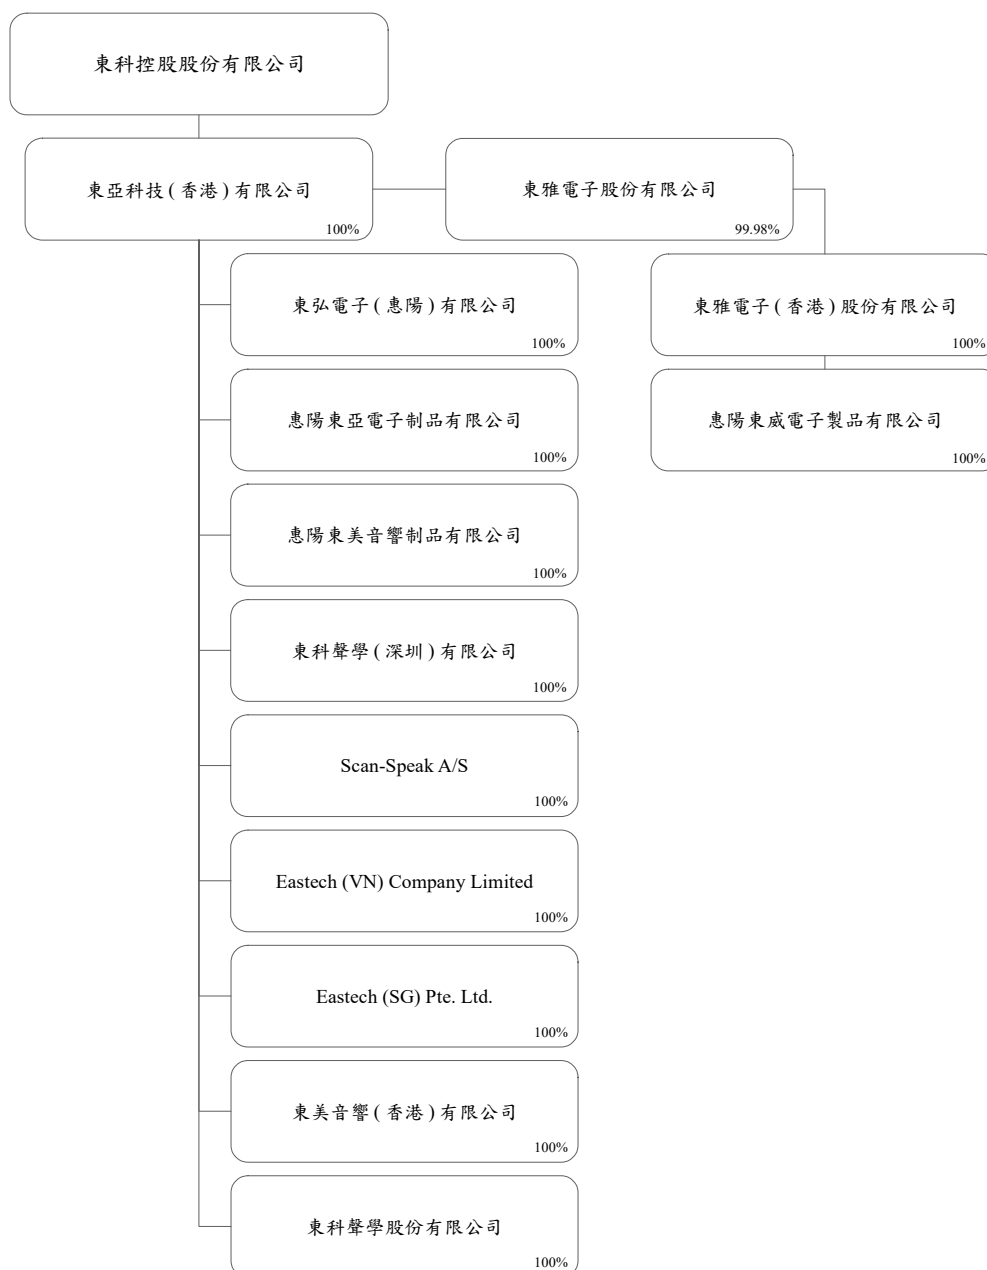 東科控股股份有限公司
東亞科技(香港)有限公司
100%
東雅電子股份有限公司
99.98%
東弘電子(惠陽)有限公司
100%
東雅電子(香港)股份有限公司
100%
惠陽東亞電子制品有限公司
100%
惠陽東威電子製品有限公司
100%
惠陽東美音響制品有限公司
100%
東科聲學(深圳)有限公司
100%
Scan-Speak A/S
100%
Eastech (VN) Company Limited
100%
Eastech (SG) Pte. Ltd.
100%
東美音響(香港)有限公司
100%
東科聲學股份有限公司
100%